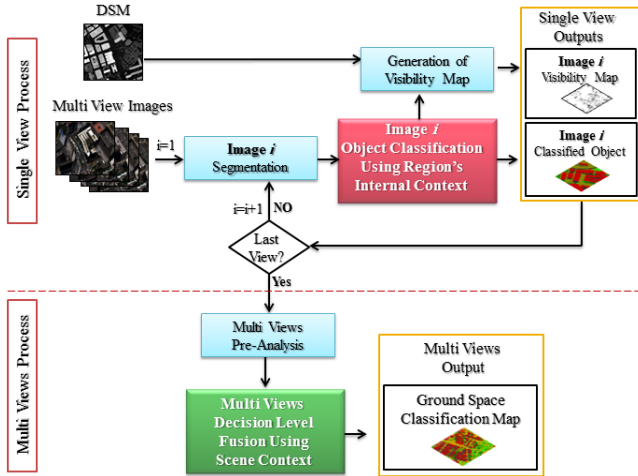 Single View Process
DSM
Multi View Images
i=1
Image i
Segmentation
Generation of
Visibility Map
Image i
Object Classification
Using Region's
Internal Context
Single View
Outputs
Image i
Visibility Map
Image i
Classified Object
i=i+1
NO
Last
View?
Yes
Multi Views Process
Multi Views
Pre-Analysis
Multi Views
Decision Level
Fusion Using
Scene Context
Multi Views
Output
Ground Space
Classification Map